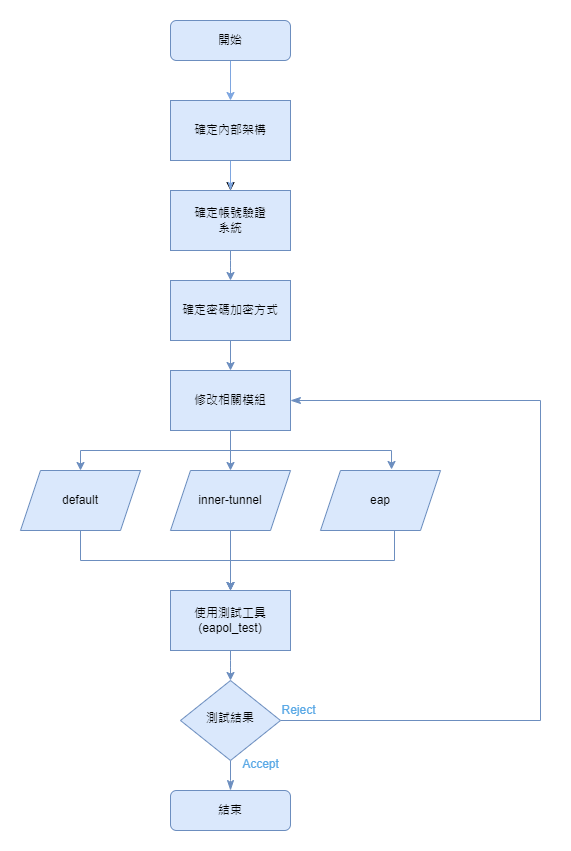 開始
確定內部架構
確定帳號驗證
系統
確定密碼加密方式
修改相關模組
default
inner-tunnel
eap
使用測試工具
(eapol_test)
測試結果
Reject
Accept
結束